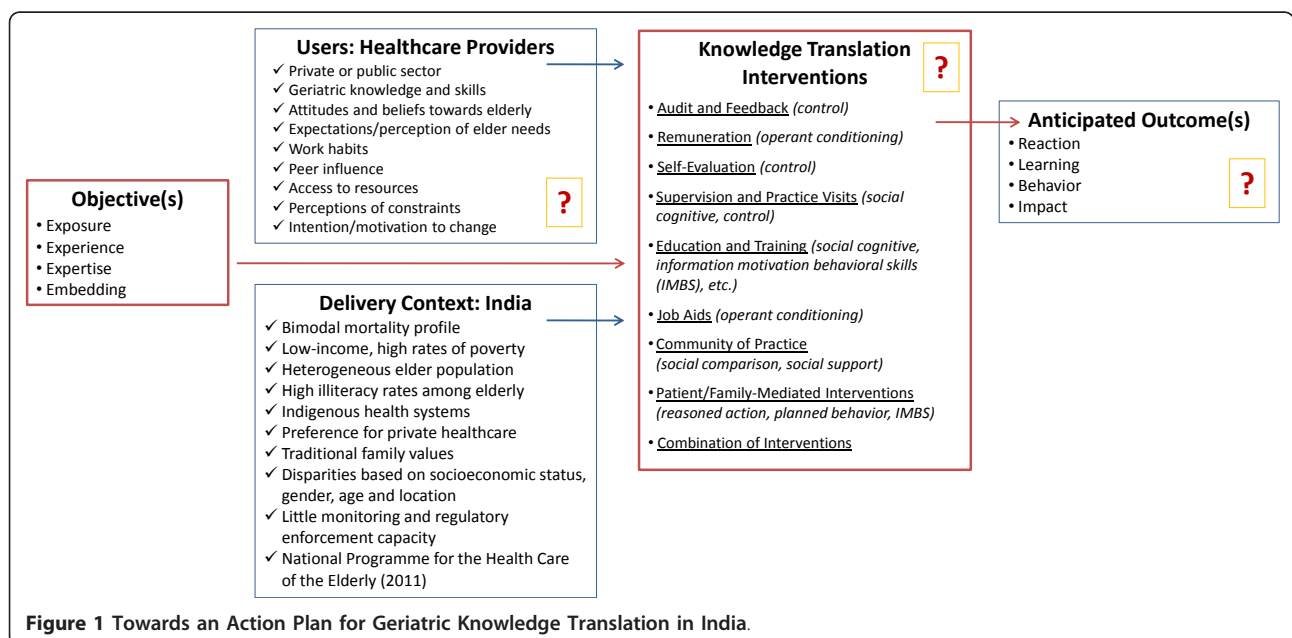 Objective(s)
• Exposure
• Experience
• Expertise
• Embedding
Users: Healthcare Providers
✓ Private or public sector
✓ Geriatric knowledge and skills
✓ Attitudes and beliefs towards elderly
✓ Expectations/perception of elder needs
✓ Work habits
✓ Peer influence
✓ Access to resources
✓ Perceptions of constraints
✓ Intention/motivation to change
?
Delivery Context: India
✓ Bimodal mortality profile
✓ Low-income, high rates of poverty
✓ Heterogeneous elder population
✓ High illiteracy rates among elderly
✓ Indigenous health systems
✓ Preference for private healthcare
✓ Traditional family values
✓ Disparities based on socioeconomic status,
gender, age and location
✓ Little monitoring and regulatory
enforcement capacity
✓ National Programme for the Health Care
of the Elderly (2011)
Knowledge Translation
Interventions
?
• Audit and Feedback (control)
• Remuneration (operant conditioning)
• Self-Evaluation (control)
• Supervision and Practice Visits (social
cognitive, control)
• Education and Training (social cognitive,
information motivation behavioral skills
(IMBS), etc.)
• Job Aids (operant conditioning)
• Community of Practice
(social comparison, social support)
• Patient/Family-Mediated Interventions
(reasoned action, planned behavior, IMBS)
• Combination of Interventions
Anticipated Outcome(s)
• Reaction
• Learning
• Behavior
• Impact
?
Figure 1 Towards an Action Plan for Geriatric Knowledge Translation in India.